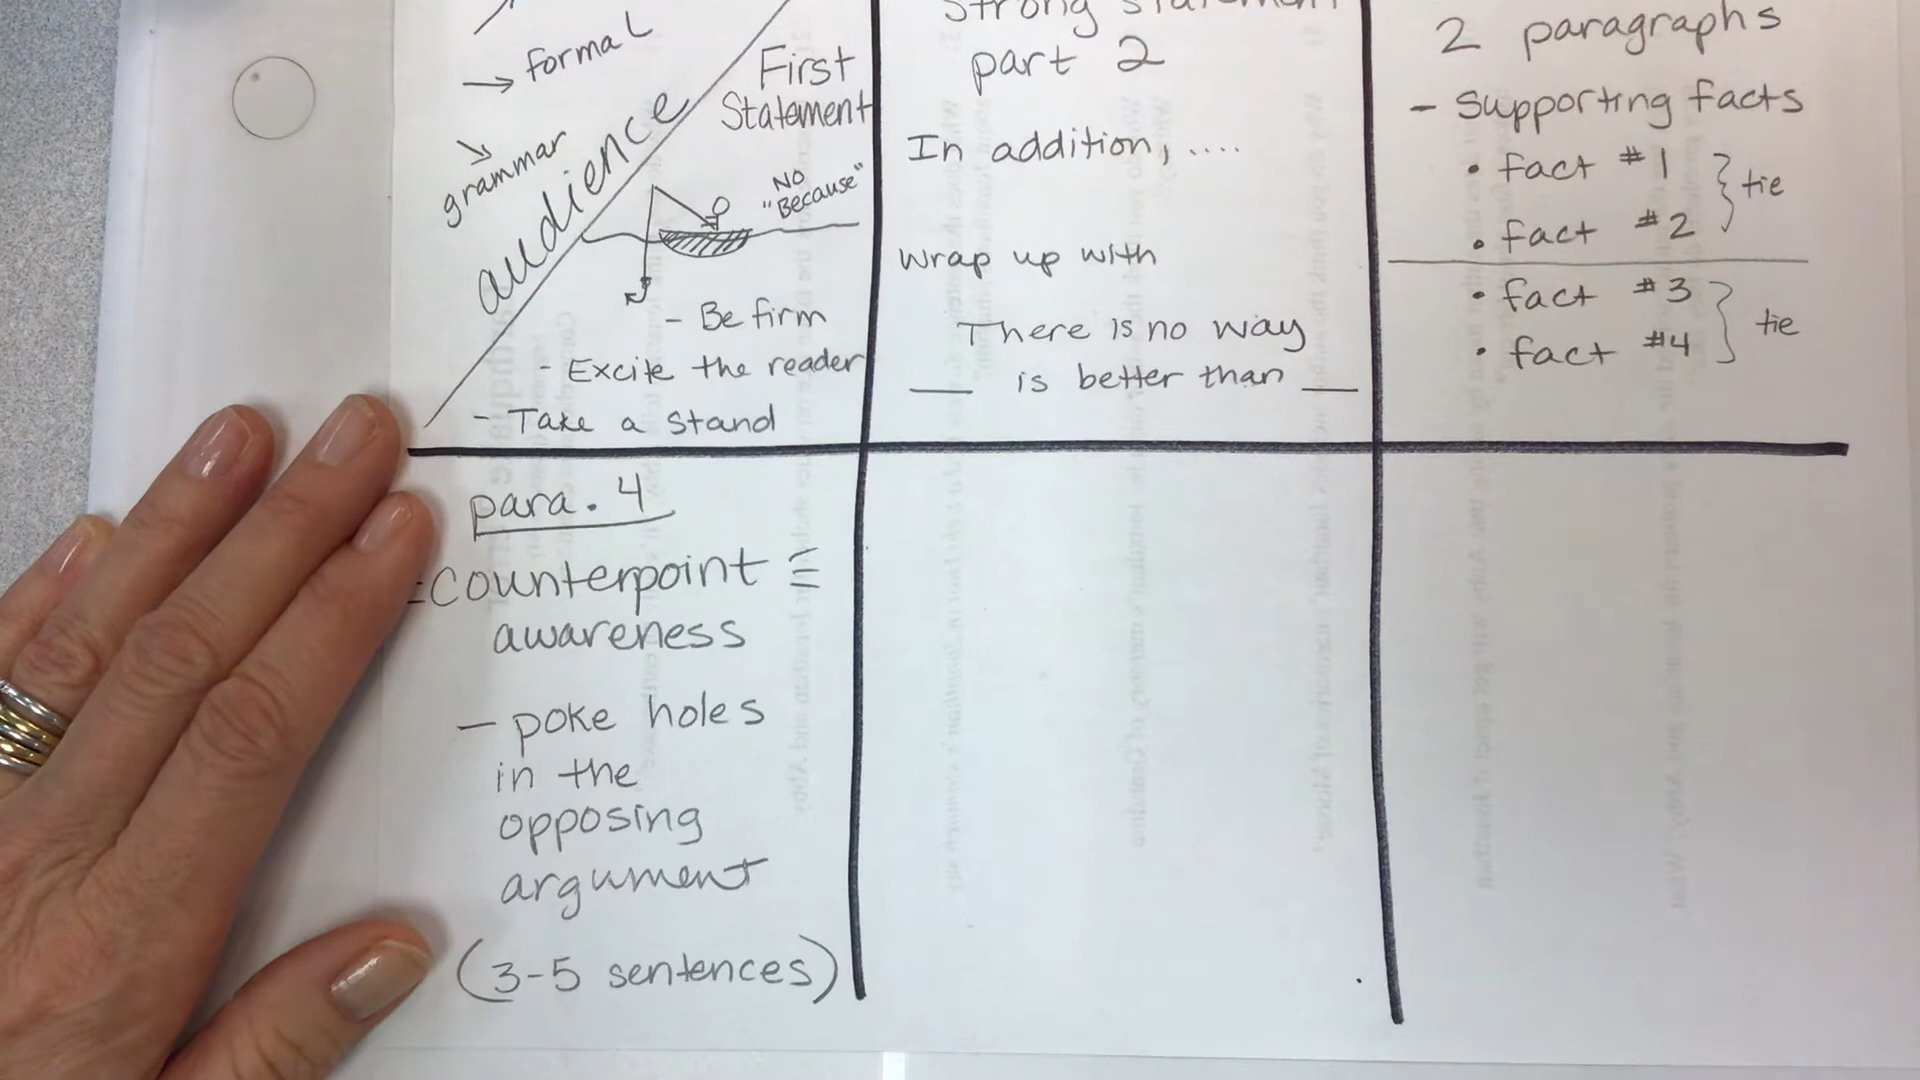 → formal
↘ grammar
audience
First
Statement
NO
"Because"
- Be firm
- Excite the reader
- Take a stand
Strong statement
part 2
In addition, ....
Wrap up with
There is no way
___ is better than ___
2 paragraphs
- Supporting facts
• fact #1
• fact #2
} tie
• fact #3
• fact #4
} tie
para. 4
counterpoint
awareness
- poke holes
in the
opposing
argument
(3-5 sentences)